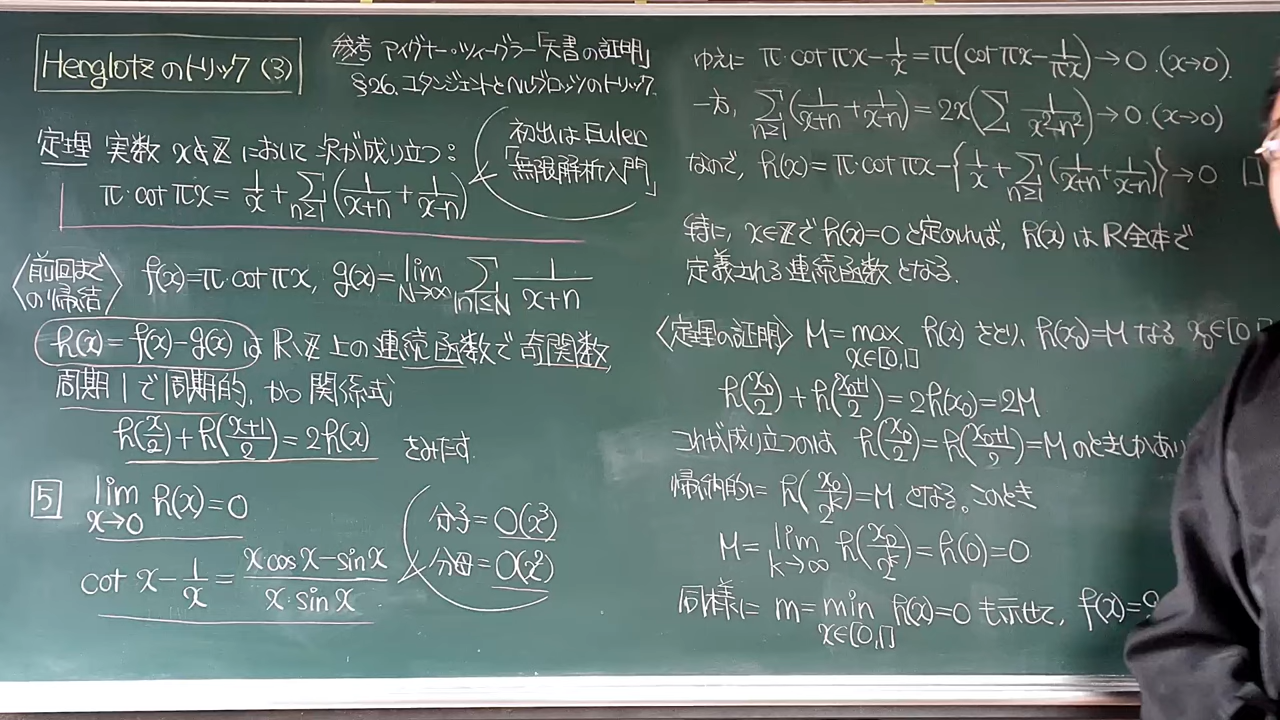 Herglotzのトリック(3)
参考 アイグナー・ツィーグラー「天書の証明」
§26. コタンジェントとヘルグロッツのトリック.
定理 実数 x∉ℤ において 次が成り立つ:
π·cot πx = 1/x + Σ_{n≥1} (1/(x+n) + 1/(x-n))
初出は Euler
「無限解析入門」
〈前回までの帰結〉 f(x)=π·cot πx, g(x)=lim_{N→∞} Σ_{|n|≤N} 1/(x+n)
h(x)=f(x)-g(x) は ℝ\ℤ 上の連続函数で 奇関数,
周期1で周期的, かつ 関係式
h(x/2)+h((x+1)/2)=2h(x) をみたす.
5 lim_{x→0} h(x)=0
cot x - 1/x = (x·cos x - sin x)/(x·sin x)
分子=O(x³)
分母=O(x²)
ゆえに π·cot πx - 1/x = π(cot πx - 1/(πx)) → 0. (x→0).
一方, Σ_{n≥1} (1/(x+n) + 1/(x-n)) = 2x(Σ 1/(x²-n²)) → 0. (x→0)
なので, h(x)=π·cot πx - {1/x + Σ_{n≥1} (1/(x+n) + 1/(x-n))} → 0
特に, x∈ℤ で h(x)=0 と定めれば, h(x) は ℝ全体で
定義される連続函数となる.
〈定理の証明〉 M=max_{x∈[0,1]} h(x) をとり, h(x₀)=M なる x₀∈[0,
h(x₀/2)+h((x₀+1)/2)=2h(x₀)=2M
これが成り立つのは h(x₀/2)=h((x₀+1)/2)=M のときしかあり
帰納的に h(x₀/2^k)=M となる。このとき
M=lim_{k→∞} h(x₀/2^k)=h(0)=0
同様に m=min_{x∈[0,1]} h(x)=0 も示せて, f(x)=